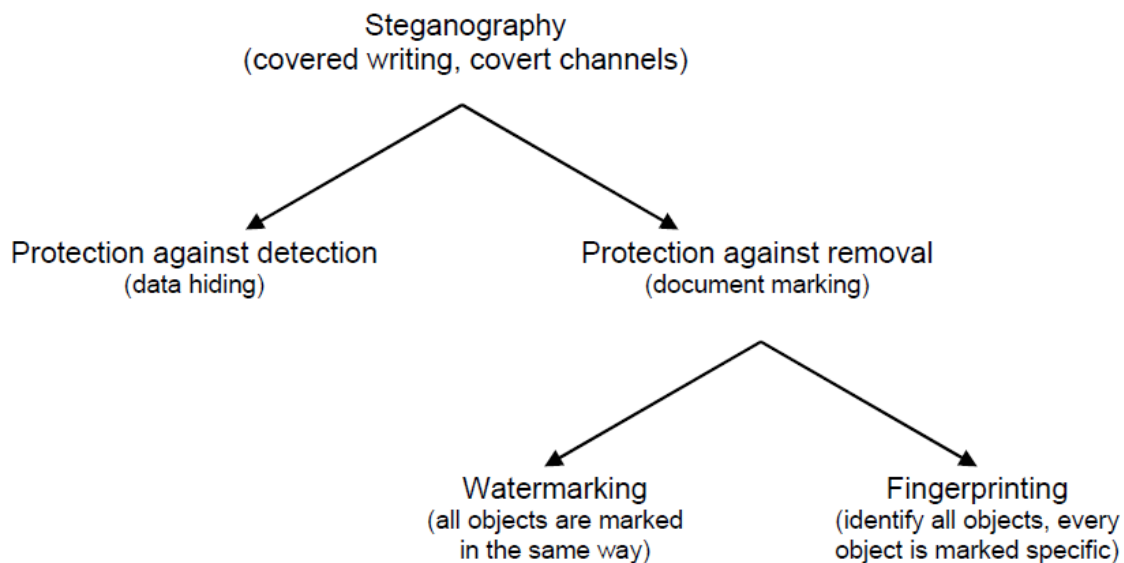 Steganography
(covered writing, covert channels)
Protection against detection
(data hiding)
Protection against removal
(document marking)
Watermarking
(all objects are marked
in the same way)
Fingerprinting
(identify all objects, every
object is marked specific)